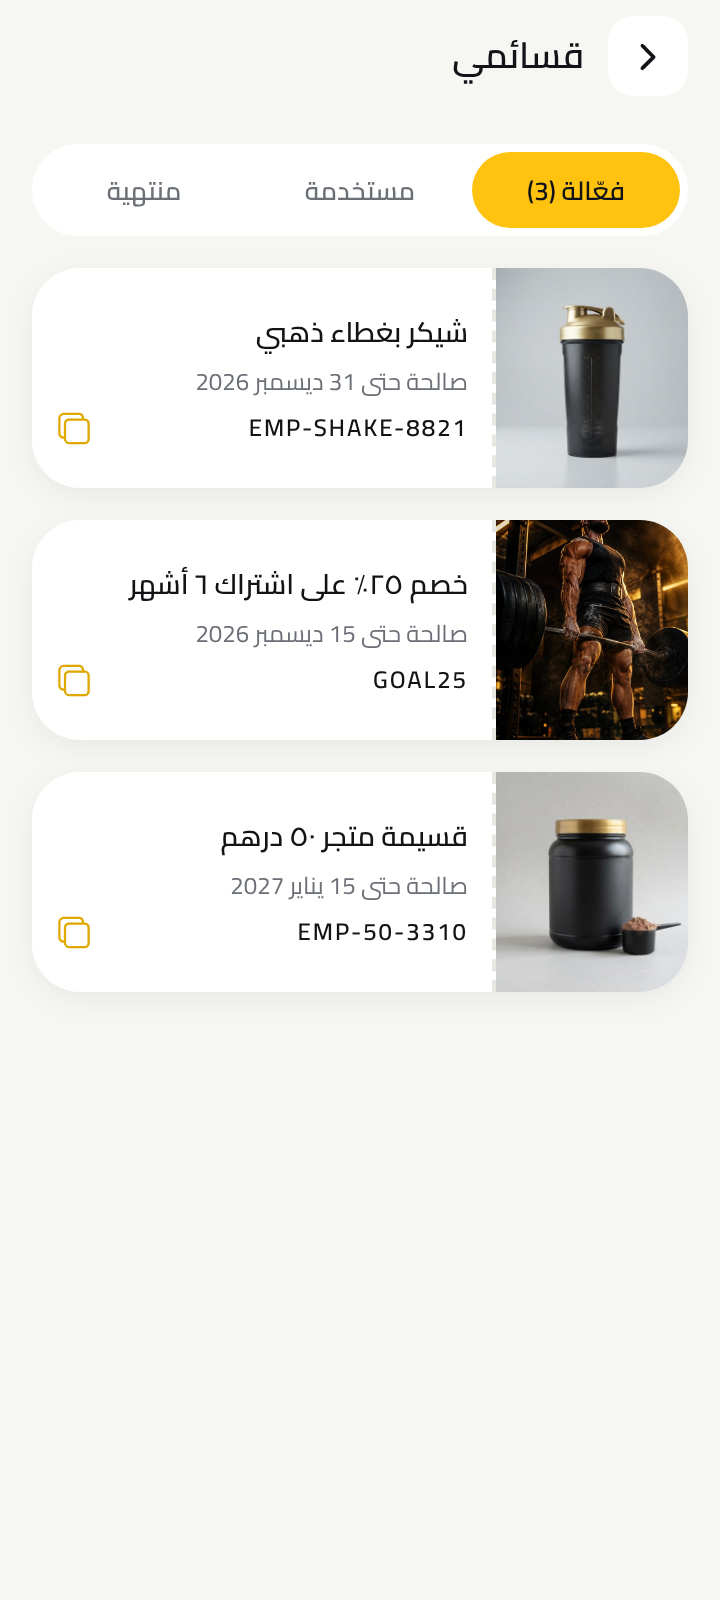 قسائمي
فعّالة (3)
مستخدمة
منتهية
شيكر بغطاء ذهبي
صالحة حتى 31 ديسمبر 2026
EMP-SHAKE-8821
خصم ٢٥٪ على اشتراك ٦ أشهر
صالحة حتى 15 ديسمبر 2026
GOAL25
قسيمة متجر ٥٠ درهم
صالحة حتى 15 يناير 2027
EMP-50-3310